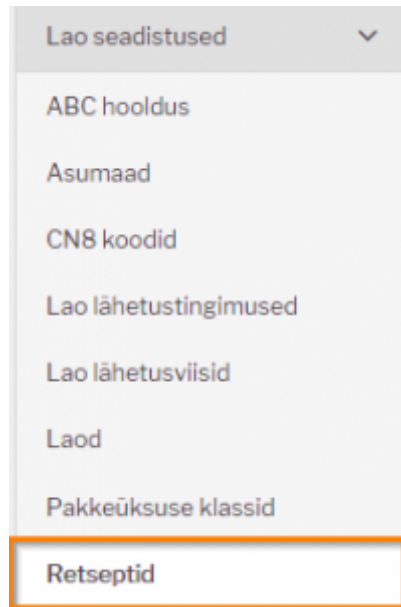 Lao seadistused
ABC hooldus
Asumaad
CN8 koodid
Lao lähetustingimused
Lao lähetusviisid
Laod
Pakkeüksuse klassid
Retseptid